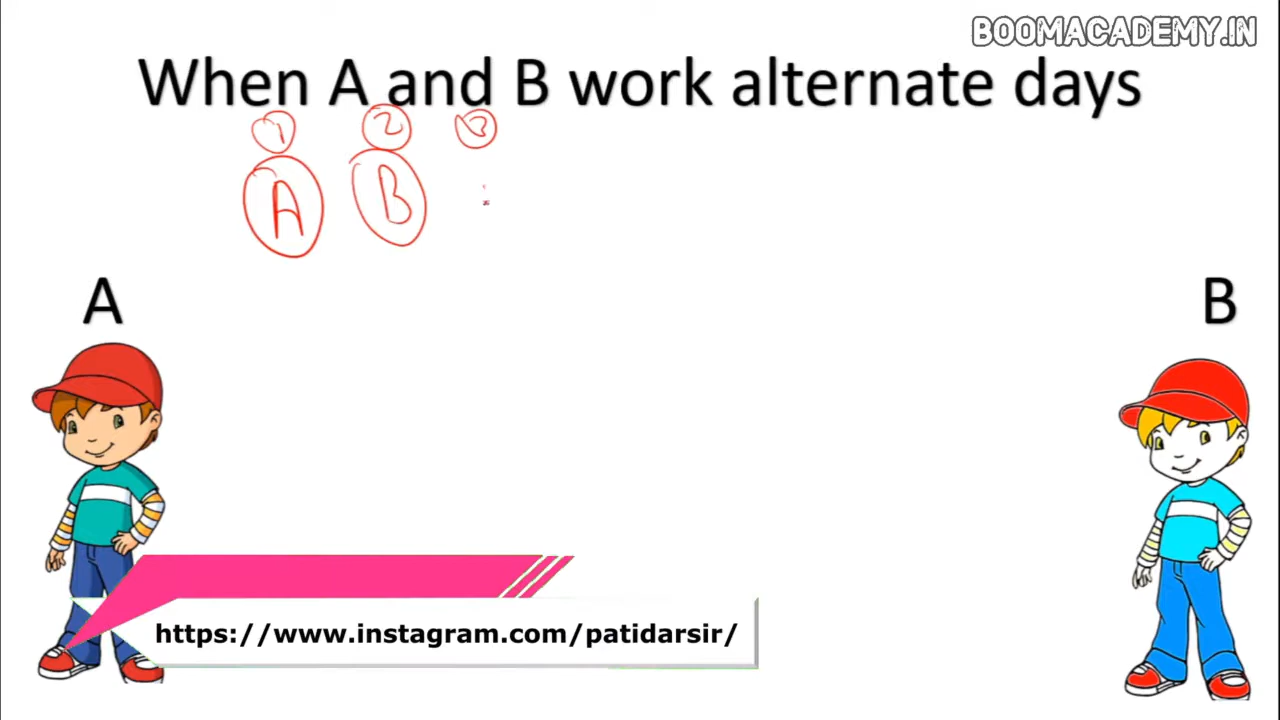 BOOMACADEMY.IN
When A and B work alternate days
1 2 3
A B
A B
https://www.instagram.com/patidarsir/